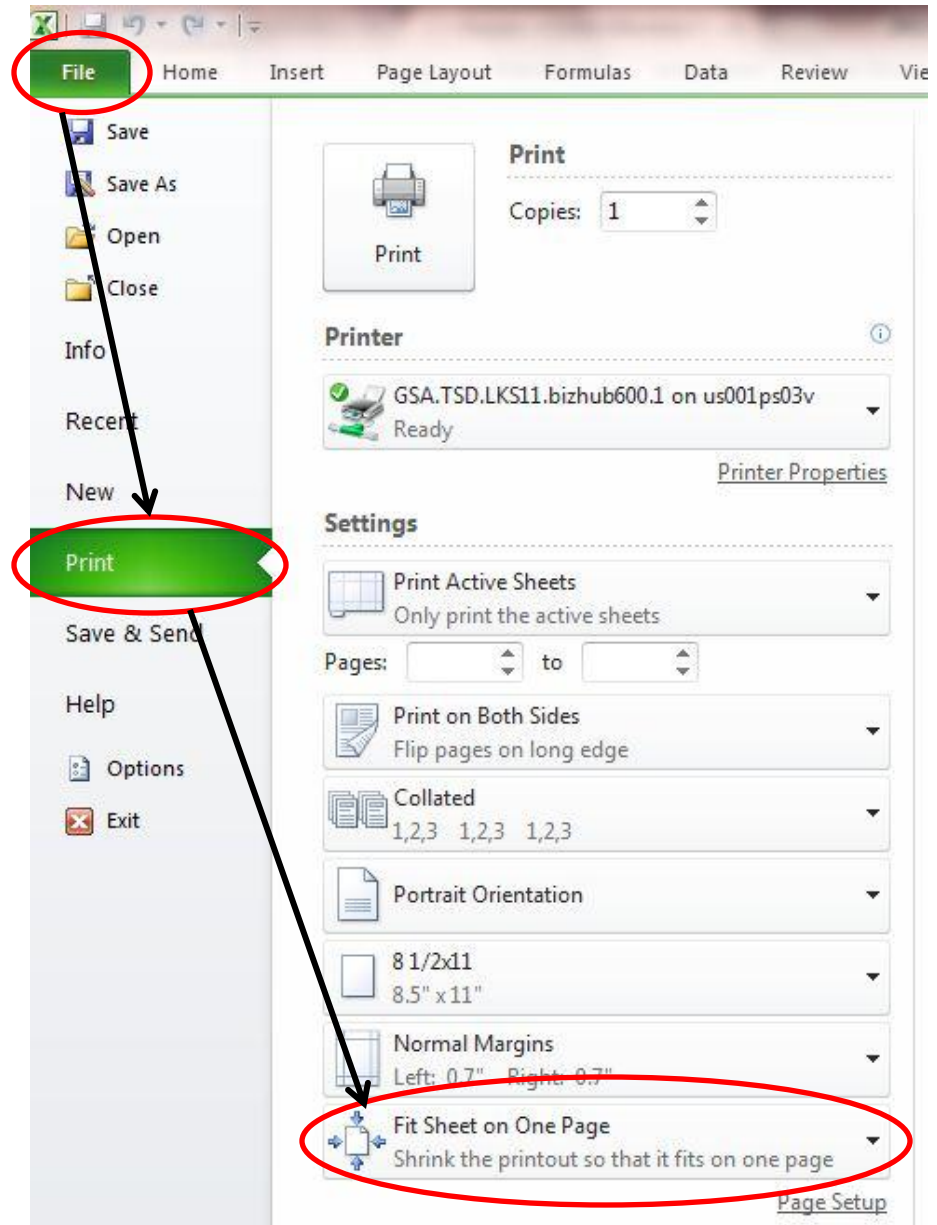 File Home Insert Page Layout Formulas Data Review Vie
Save
Save As
Open
Close
Info
Recent
New
Print
Save & Send
Help
Options
Exit
Print
Print
Copies: 1
Printer
GSA.TSD.LKS11.bizhub600.1 on us001ps03v
Ready
Printer Properties
Settings
Print Active Sheets
Only print the active sheets
Pages: to
Print on Both Sides
Flip pages on long edge
Collated
1,2,3 1,2,3 1,2,3
Portrait Orientation
8 1/2x11
8.5" x 11"
Normal Margins
Left: 0.7" Right: 0.7"
Fit Sheet on One Page
Shrink the printout so that it fits on one page
Page Setup